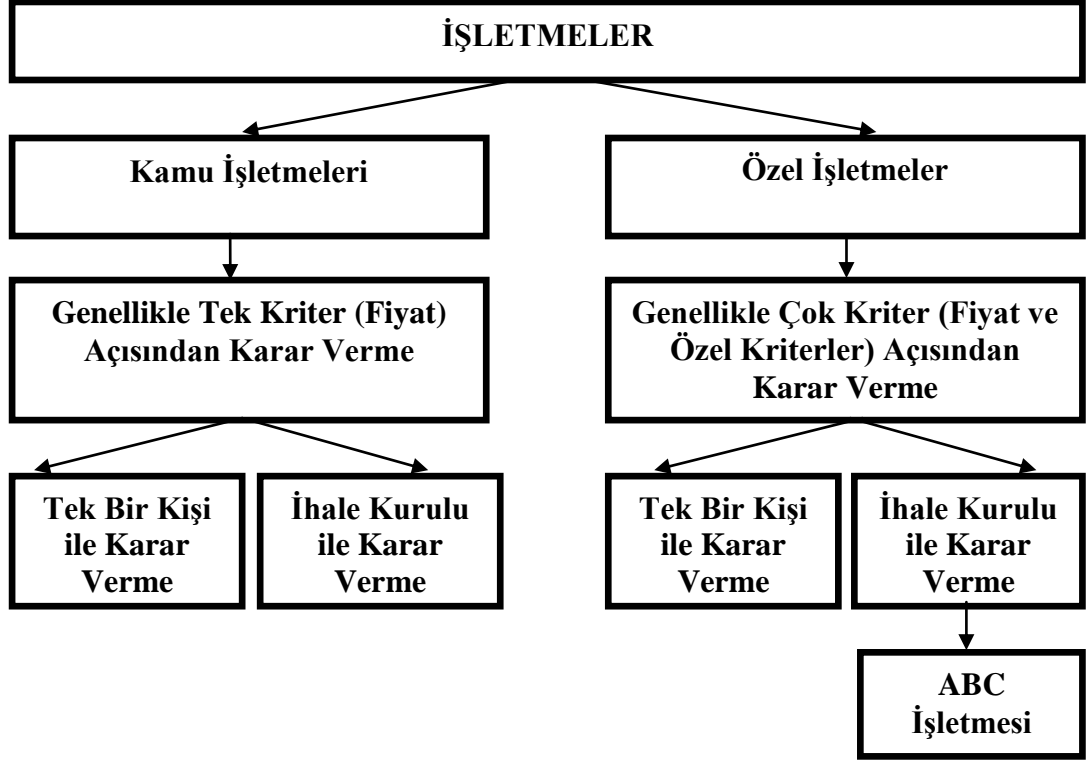 İŞLETMELER
Kamu İşletmeleri
Özel İşletmeler
Genellikle Tek Kriter (Fiyat)
Açısından Karar Verme
Genellikle Çok Kriter (Fiyat ve
Özel Kriterler) Açısından
Karar Verme
Tek Bir Kişi
ile Karar
Verme
İhale Kurulu
ile Karar
Verme
Tek Bir Kişi
ile Karar
Verme
İhale Kurulu
ile Karar
Verme
ABC
İşletmesi